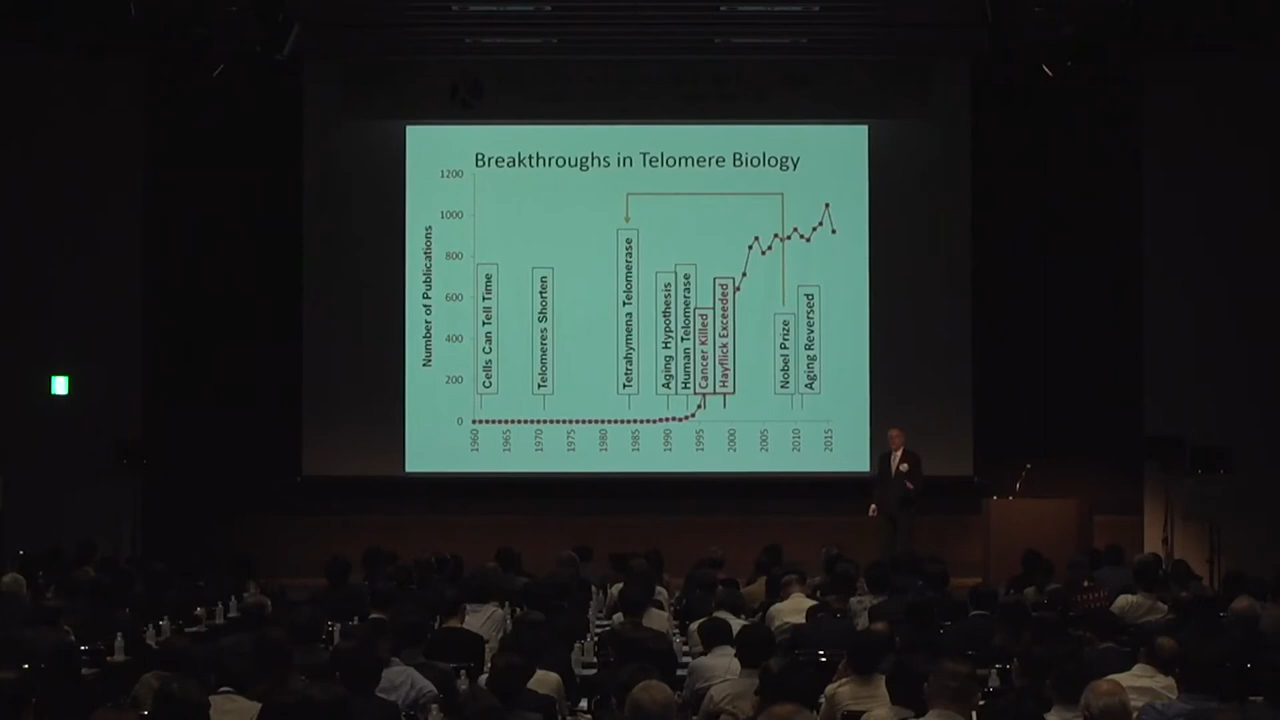 Breakthroughs in Telomere Biology
Number of Publications
1200
1000
800
600
400
200
0
Cells Can Tell Time
Telomeres Shorten
Tetrahymena Telomerase
Aging Hypothesis
Human Telomerase
Cancer Killed
Hayflick Exceeded
Nobel Prize
Aging Reversed
1960
1965
1970
1975
1980
1985
1990
1995
2000
2005
2010
2015